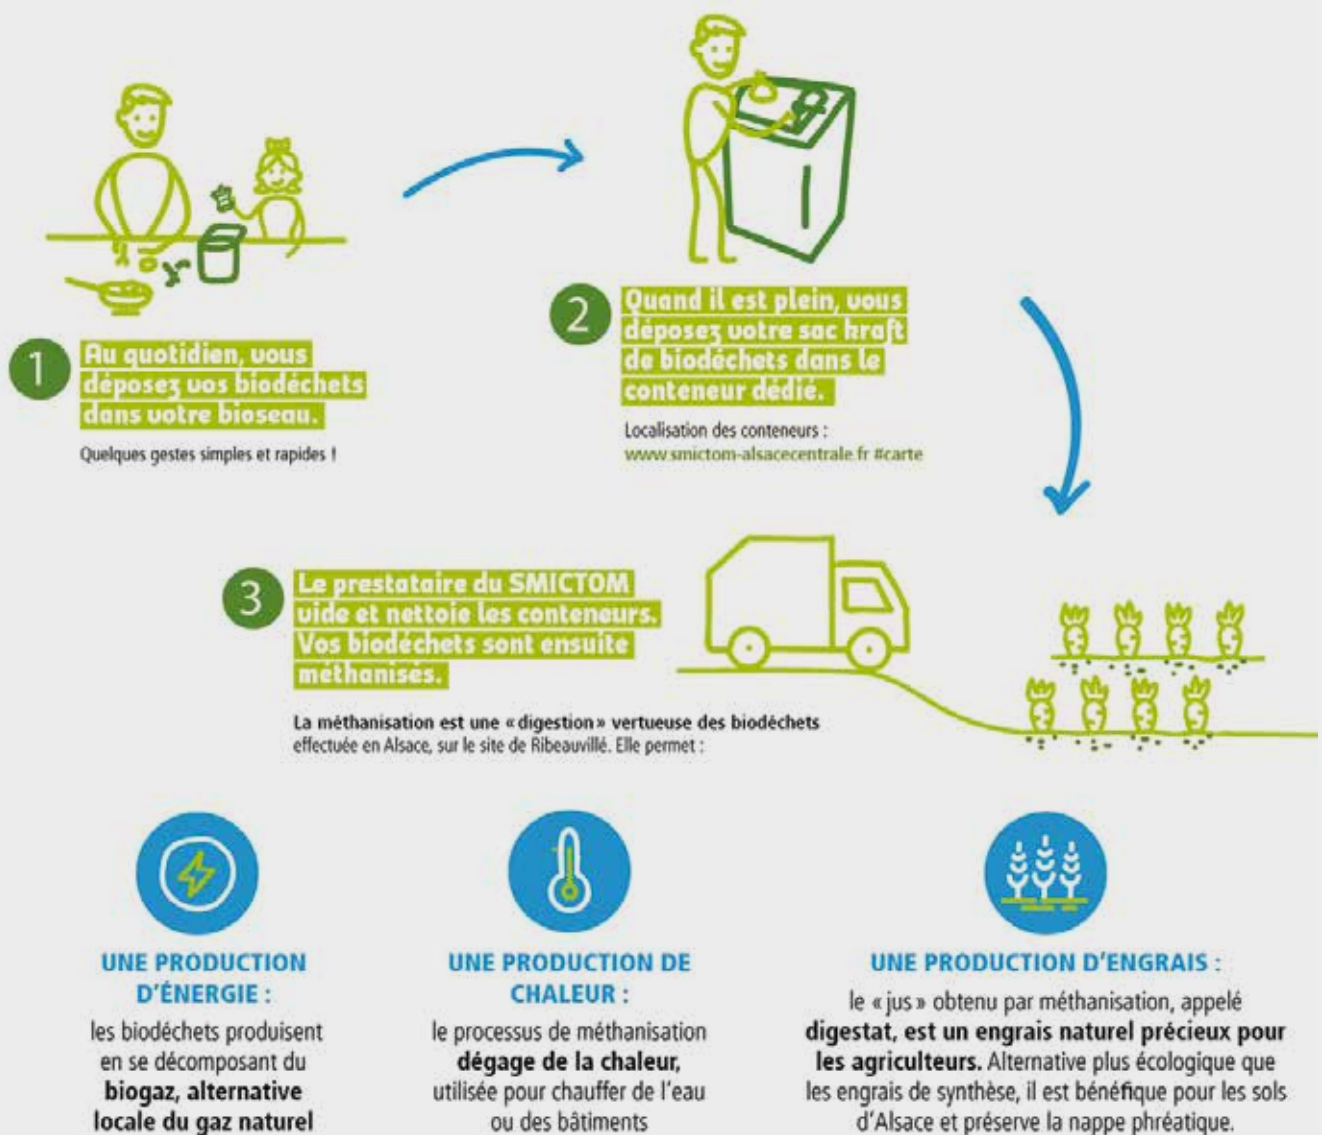 1
Au quotidien, vous
déposez vos biodéchets
dans votre bioseau.
Quelques gestes simples et rapides !
2
Quand il est plein, vous
déposez votre sac kraft
de biodéchets dans le
conteneur dédié.
Localisation des conteneurs :
www.smictom-alsacecentrale.fr #carte
3
Le prestataire du SMICTOM
vide et nettoie les conteneurs.
Vos biodéchets sont ensuite
méthanisés.
La méthanisation est une « digestion » vertueuse des biodéchets
effectuée en Alsace, sur le site de Ribeauvillé. Elle permet :
UNE PRODUCTION
D'ÉNERGIE :
les biodéchets produisent
en se décomposant du
biogaz, alternative
locale du gaz naturel
UNE PRODUCTION DE
CHALEUR :
le processus de méthanisation
dégage de la chaleur,
utilisée pour chauffer de l'eau
ou des bâtiments
UNE PRODUCTION D'ENGRAIS :
le « jus » obtenu par méthanisation, appelé
digestat, est un engrais naturel précieux pour
les agriculteurs. Alternative plus écologique que
les engrais de synthèse, il est bénéfique pour les sols
d'Alsace et préserve la nappe phréatique.